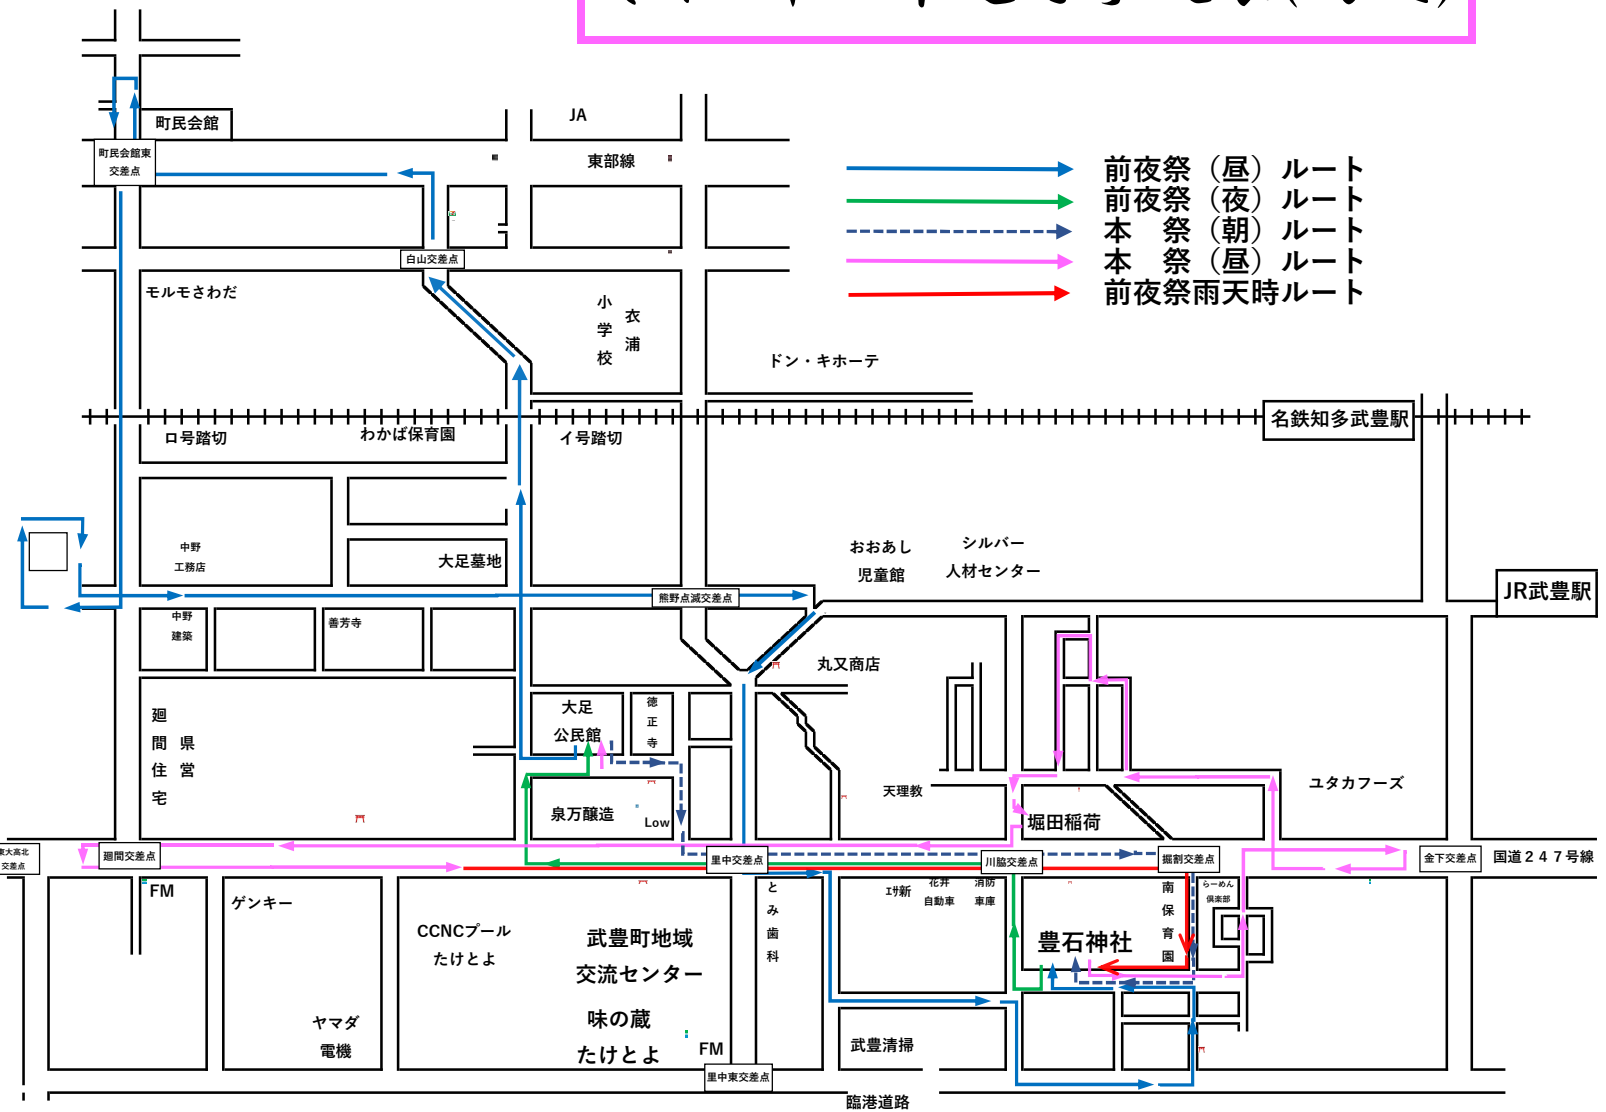 町民会館
JA
東部線
町民会館東
交差点
前夜祭（昼）ルート
前夜祭（夜）ルート
本　祭（朝）ルート
本　祭（昼）ルート
前夜祭雨天時ルート
白山交差点
モルモさわだ
衣浦
小学校
ドン・キホーテ
名鉄知多武豊駅
ロ号踏切
わかば保育園
イ号踏切
中野
工務店
大足墓地
おおあし
児童館
シルバー
人材センター
JR武豊駅
熊野点滅交差点
中野
建築
善芳寺
丸又商店
県営
廻間住宅
大足
公民館
徳正寺
泉万醸造
Low
天理教
堀田稲荷
ユタカフーズ
東大高北
交差点
廻間交差点
里中交差点
川脇交差点
掘割交差点
金下交差点
国道２４７号線
FM
ゲンキー
CCNCプール
たけとよ
武豊町地域
交流センター
味の蔵
たけとよ
とみ歯科
エサ新
花井
自動車
消防
車庫
豊石神社
南保育園
らーめん
倶楽部
ヤマダ
電機
FM
里中東交差点
武豊清掃
臨港道路